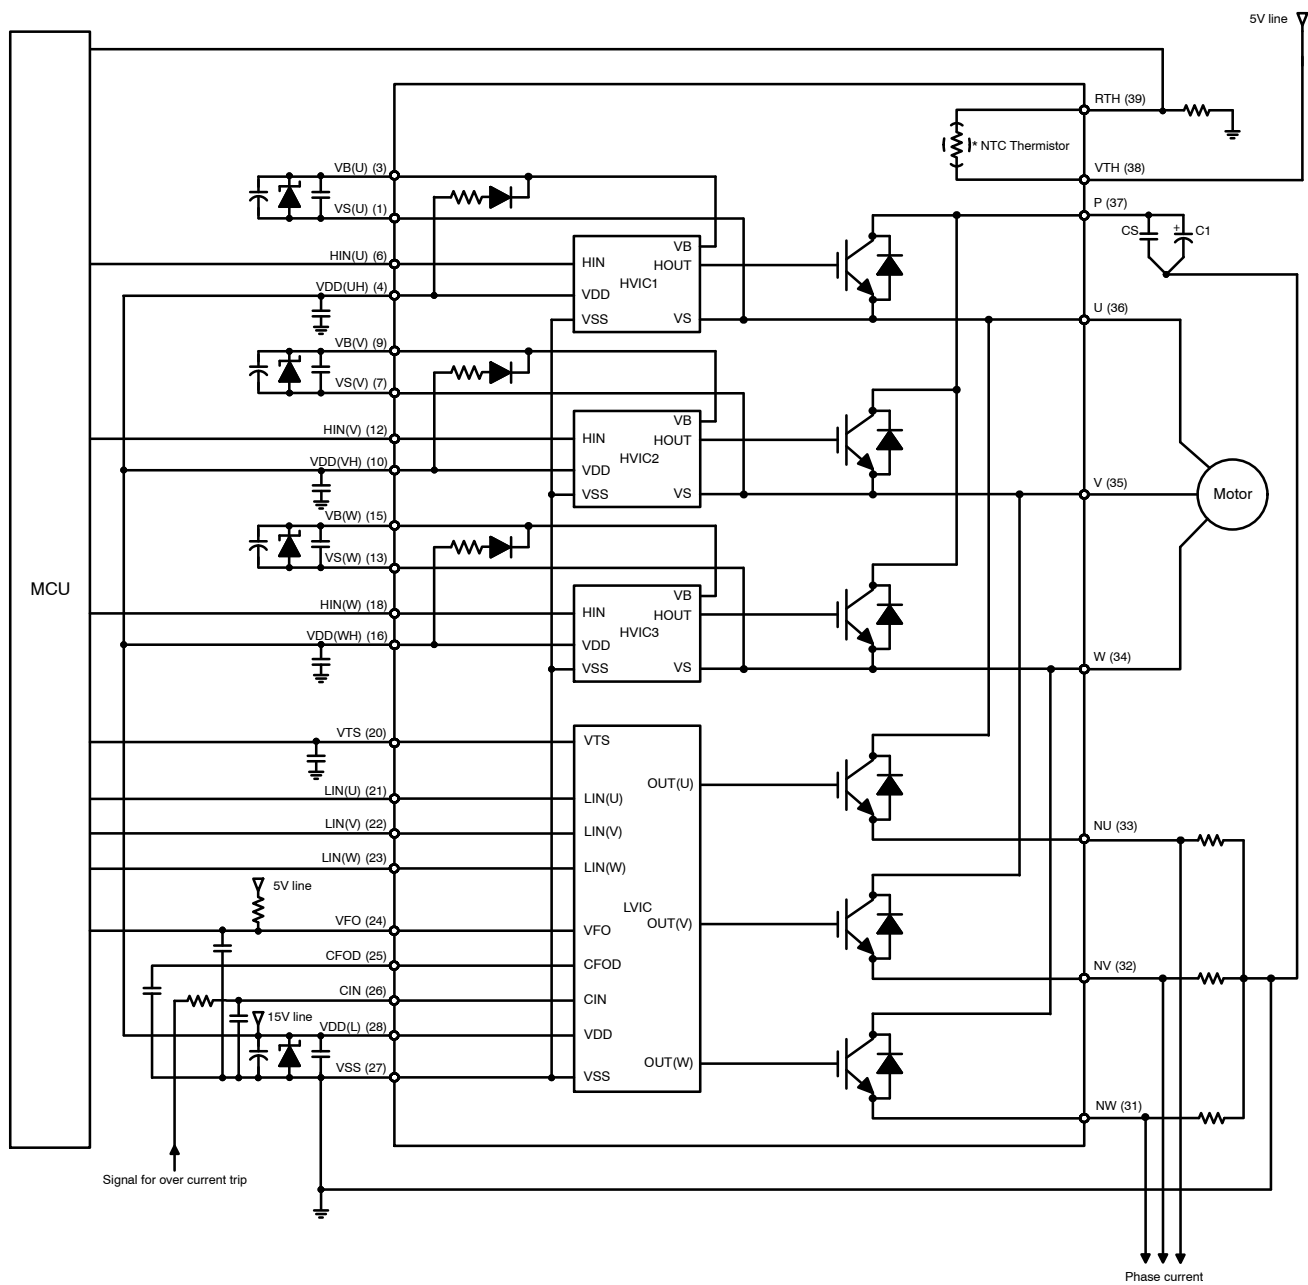 5V line
RTH (39)
* NTC Thermistor
VTH (38)
VB(U) (3)
VS(U) (1)
P (37)
CS
+
C1
HIN(U) (6)
HIN
VB
HOUT
HVIC1
VDD(UH) (4)
VDD
VSS
VS
U (36)
VB(V) (9)
VS(V) (7)
HIN(V) (12)
HIN
VB
HOUT
HVIC2
VDD(VH) (10)
VDD
VSS
VS
V (35)
Motor
VB(W) (15)
VS(W) (13)
MCU
HIN(W) (18)
HIN
VB
HOUT
HVIC3
VDD(WH) (16)
VDD
VSS
VS
W (34)
VTS (20)
VTS
LIN(U) (21)
LIN(U)
OUT(U)
LIN(V) (22)
LIN(V)
NU (33)
LIN(W) (23)
LIN(W)
5V line
LVIC
VFO (24)
VFO
OUT(V)
CFOD (25)
CFOD
NV (32)
CIN (26)
CIN
15V line
VDD(L) (28)
VDD
OUT(W)
VSS (27)
VSS
NW (31)
Signal for over current trip
Phase current